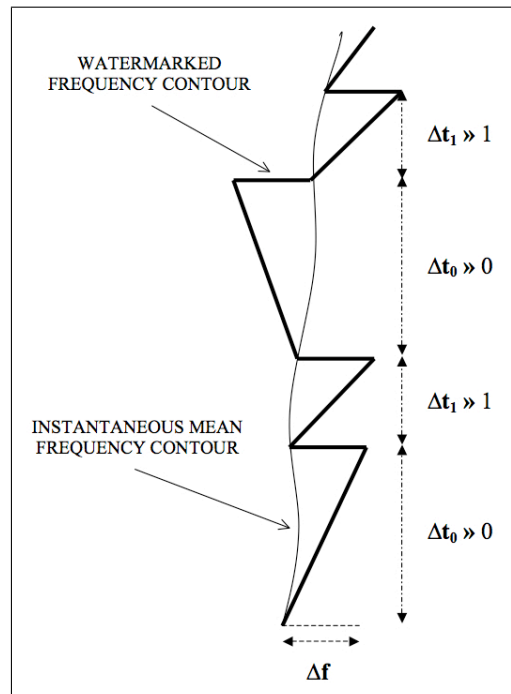 WATERMARKED
FREQUENCY CONTOUR
Δt₁ » 1
Δt₀ » 0
Δt₁ » 1
INSTANTANEOUS MEAN
FREQUENCY CONTOUR
Δt₀ » 0
Δf